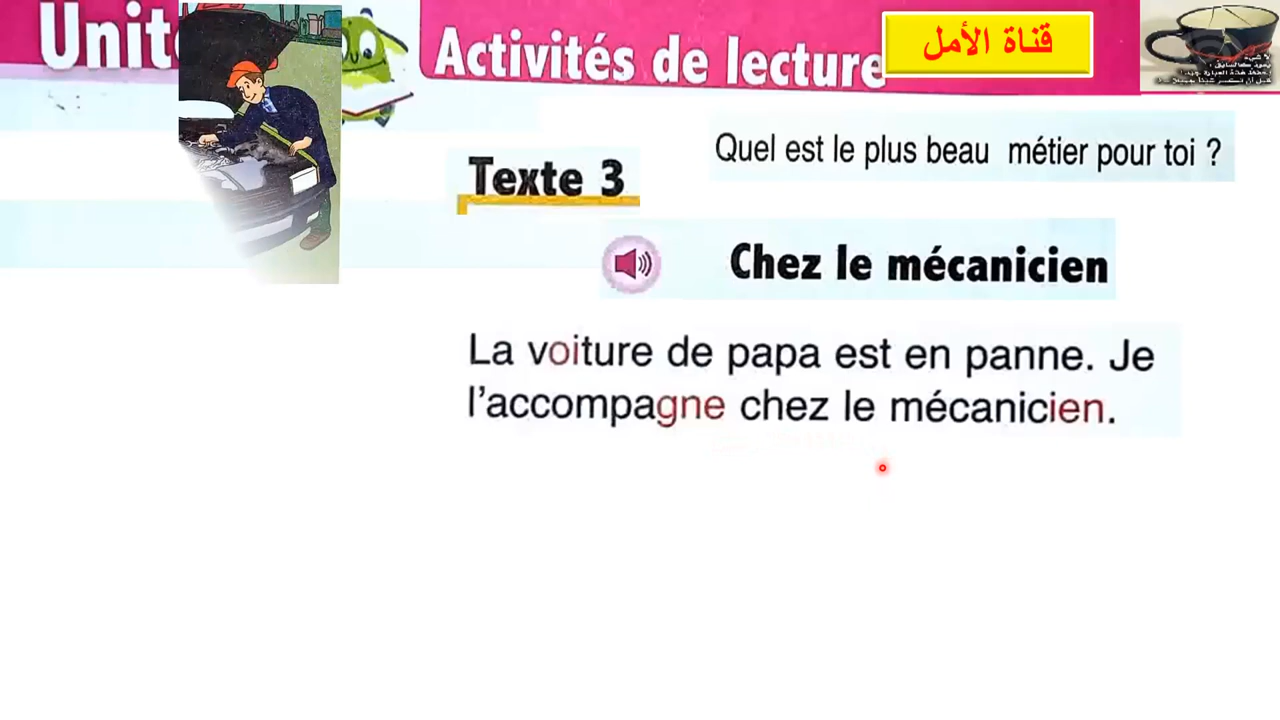 Unité
Activités de lecture
قناة الأمل
Quel est le plus beau métier pour toi ?
Texte 3
Chez le mécanicien
La voiture de papa est en panne. Je
l'accompagne chez le mécanicien.